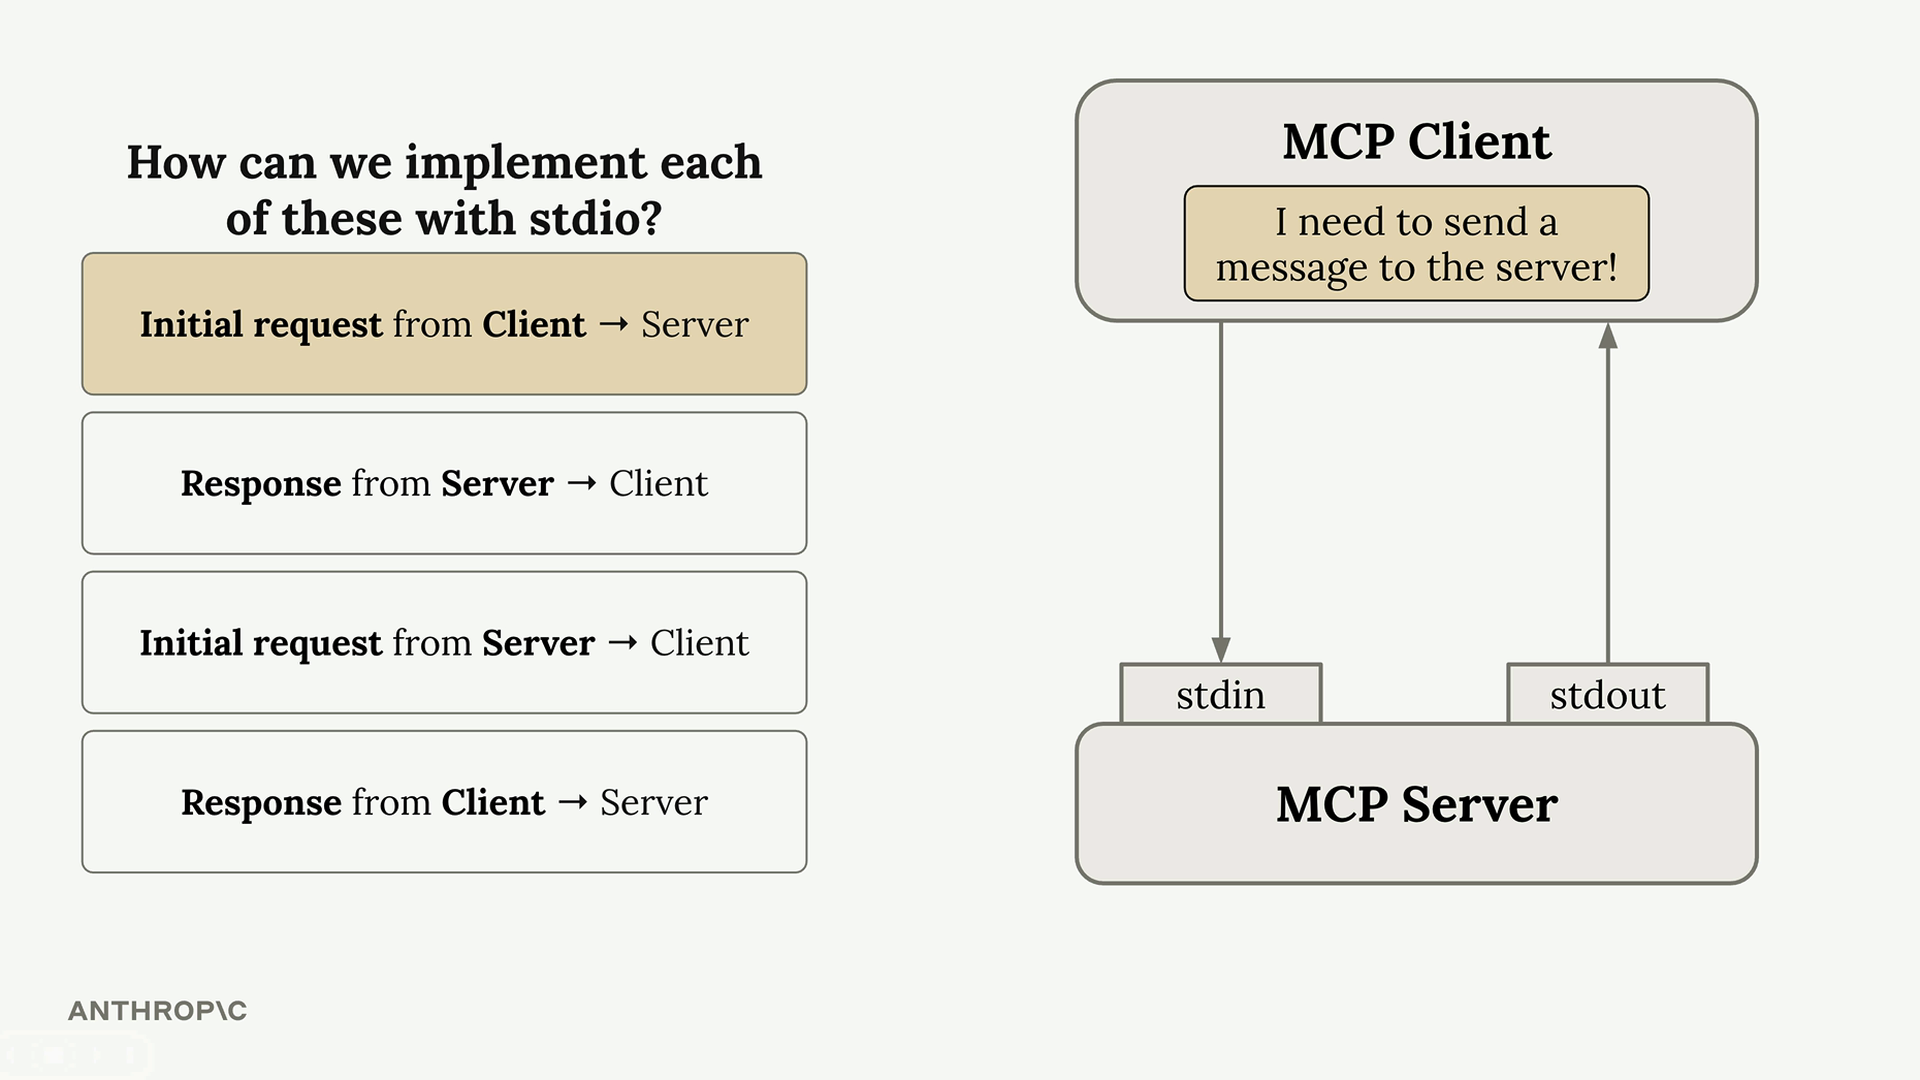 How can we implement each
of these with stdio?
Initial request from Client → Server
Response from Server → Client
Initial request from Server → Client
Response from Client → Server
MCP Client
I need to send a
message to the server!
stdin
stdout
MCP Server
ANTHROP\C